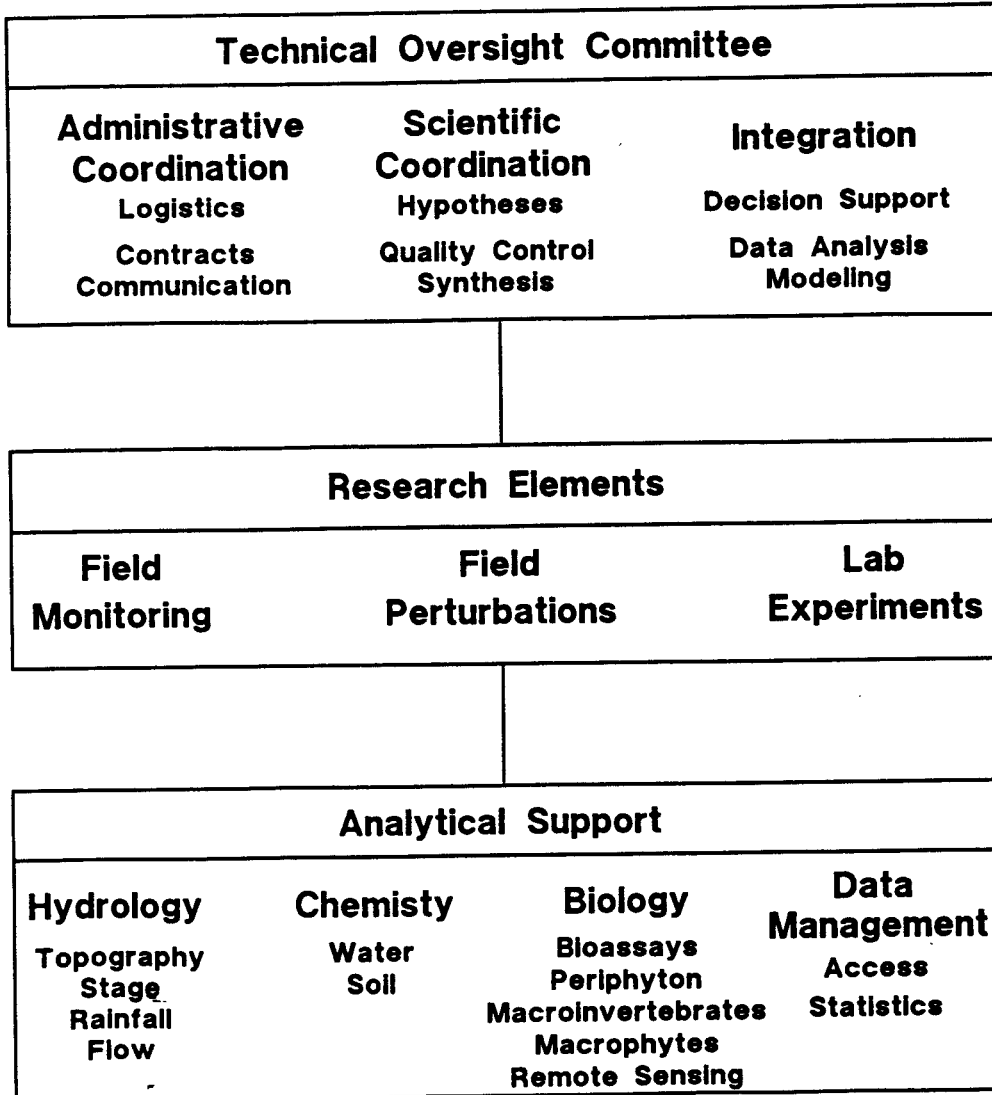 Technical Oversight Committee
Administrative
Coordination
Logistics
Contracts
Communication
Scientific
Coordination
Hypotheses
Quality Control
Synthesis
Integration
Decision Support
Data Analysis
Modeling
Research Elements
Field
Monitoring
Field
Perturbations
Lab
Experiments
Analytical Support
Hydrology
Topography
Stage
Rainfall
Flow
Chemisty
Water
Soil
Biology
Bioassays
Periphyton
Macroinvertebrates
Macrophytes
Remote Sensing
Data
Management
Access
Statistics